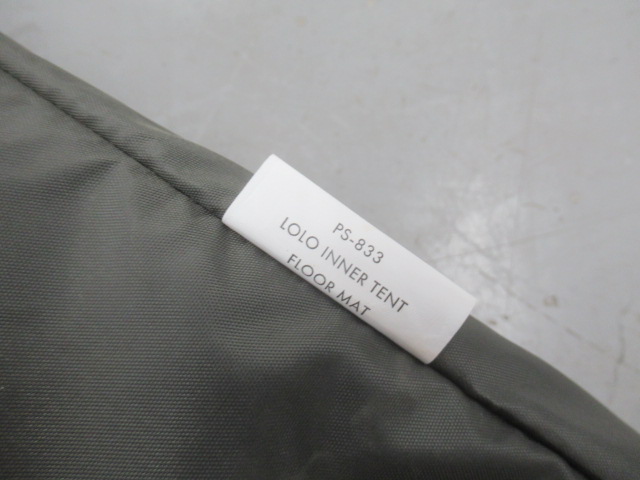 PS-833
LOLO INNER TENT
FLOOR MAT